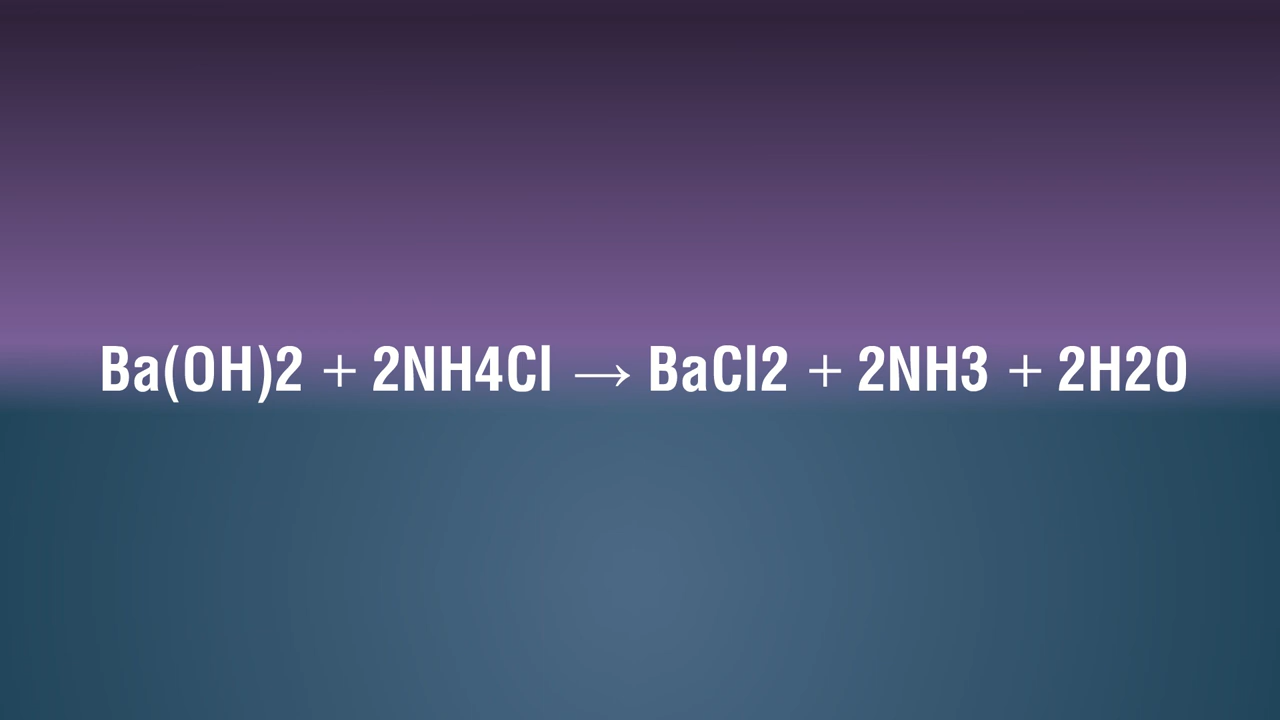 Ba(OH)2 + 2NH4Cl → BaCl2 + 2NH3 + 2H2O